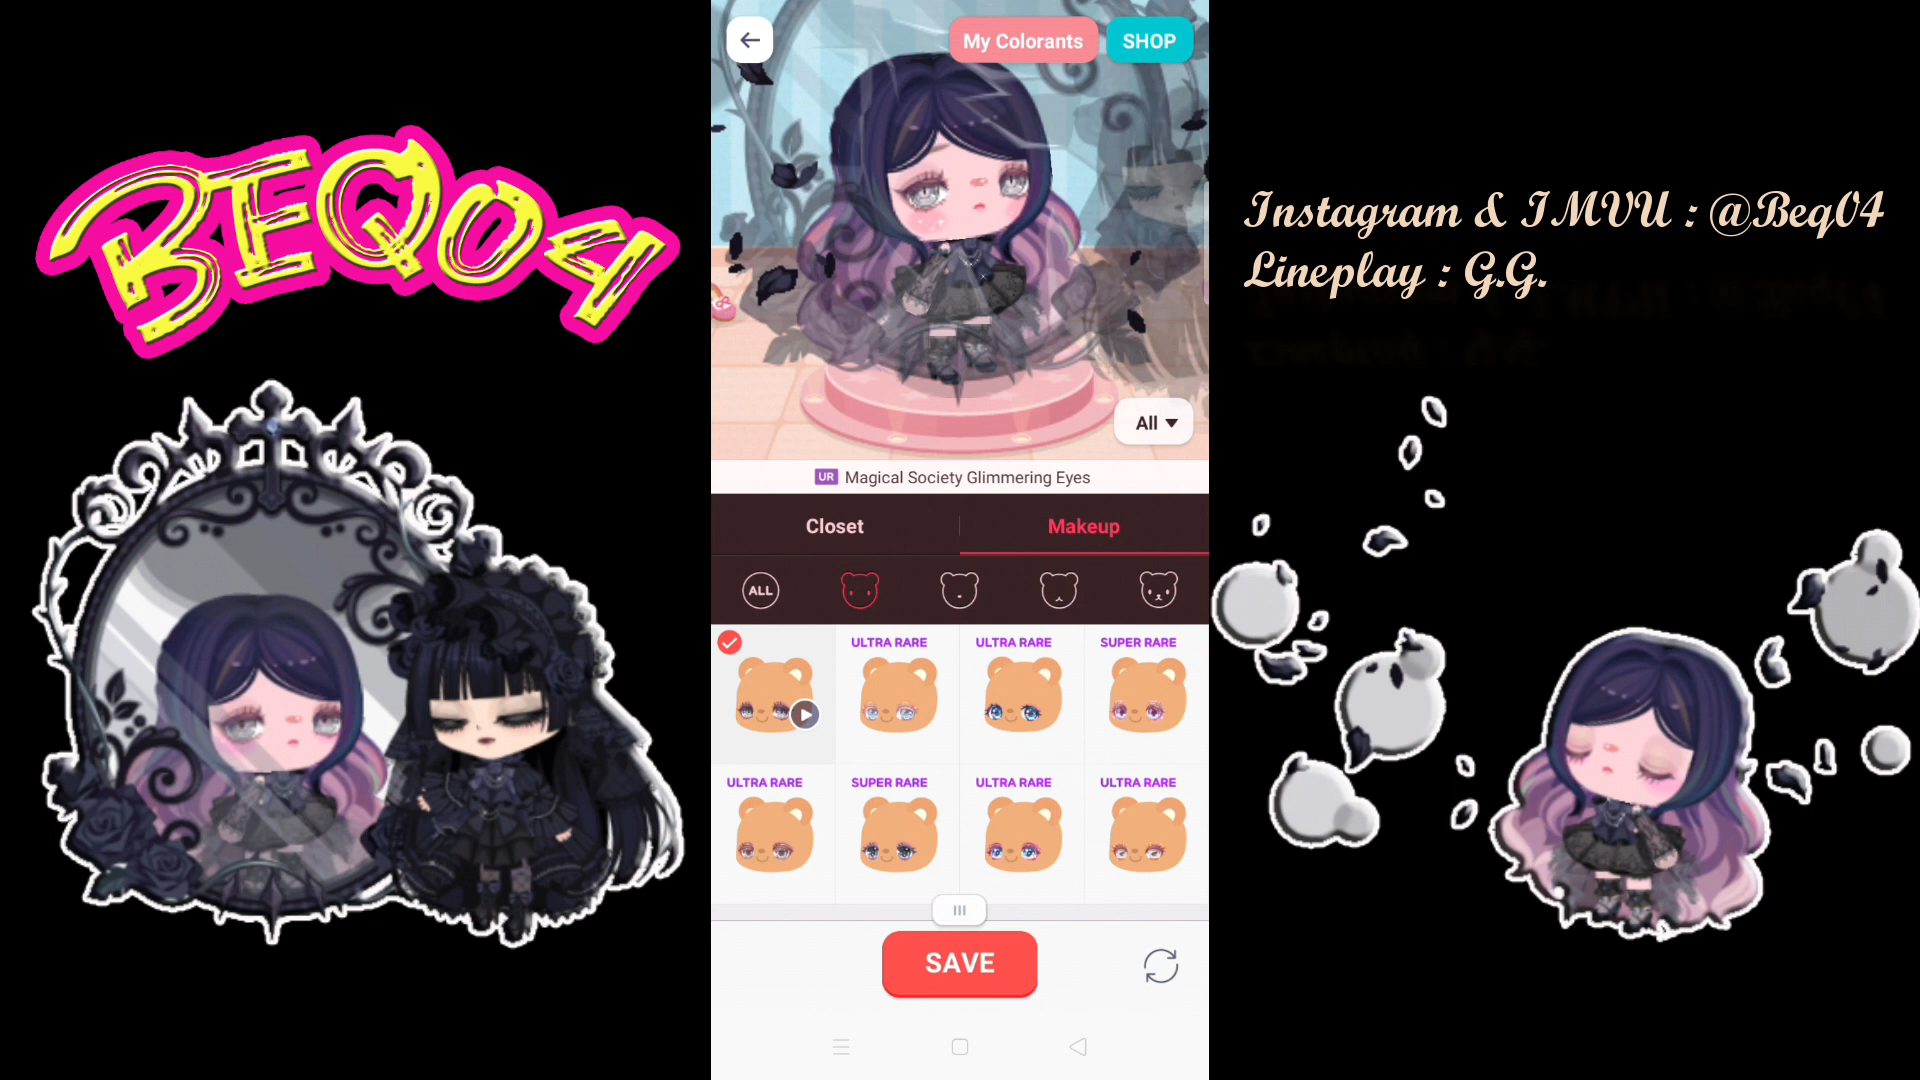 BEQ04
My Colorants
SHOP
All
UR Magical Society Glimmering Eyes
Closet
Makeup
ALL
ULTRA RARE
ULTRA RARE
SUPER RARE
ULTRA RARE
SUPER RARE
ULTRA RARE
ULTRA RARE
SAVE
Instagram & IMVU : @Beq04
Lineplay : G.G.